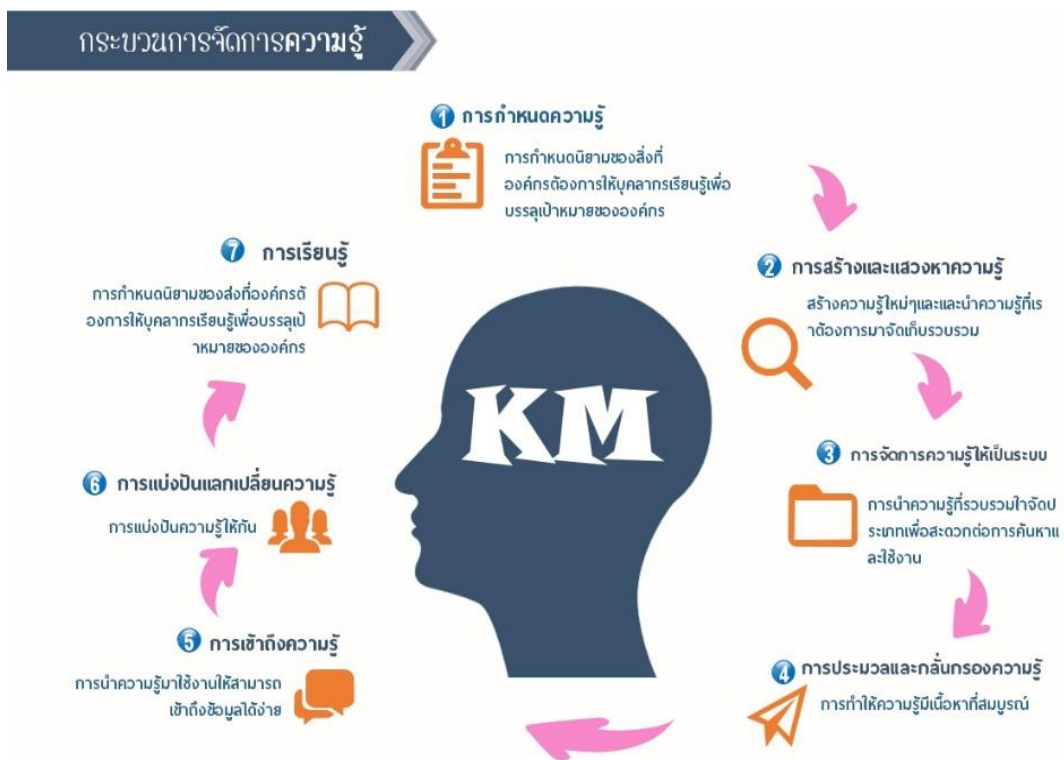 กระบวนการจัดการความรู้
1 การกำหนดความรู้
การกำหนดนิยามของสิ่งที่
องค์กรต้องการให้บุคลากรเรียนรู้เพื่อ
บรรลุเป้าหมายขององค์กร
2 การสร้างและแสวงหาความรู้
สร้างความรู้ใหม่ๆและและนำความรู้ที่เร
าต้องการมาจัดเก็บรวบรวม
3 การจัดการความรู้ให้เป็นระบบ
การนำความรู้ที่รวบรวมใาจัดป
ระเภทเพื่อสะดวกต่อการค้นหาแ
ละใช้งาน
4 การประมวลและกลั่นกรองความรู้
การทำให้ความรู้มีเนื้อหาที่สมบูรณ์
5 การเข้าถึงความรู้
การนำความรู้มาใช้งานให้สามารถ
เข้าถึงข้อมูลได้ง่าย
6 การแบ่งปันแลกเปลี่ยนความรู้
การแบ่งปันความรู้ให้กัน
7 การเรียนรู้
การกำหนดนิยามของส่งที่องค์กรต้
องการให้บุคลากรเรียนรู้เพื่อบรรลุเป้
าหมายขององค์กร
KM